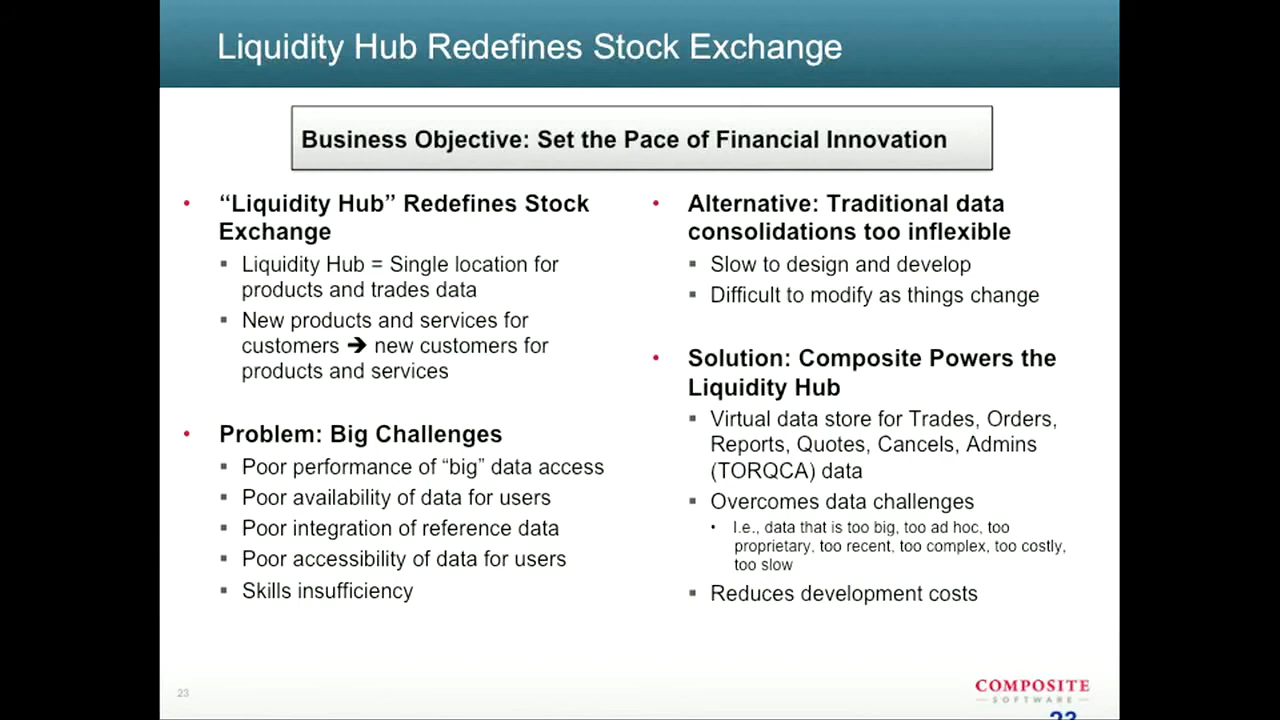 Liquidity Hub Redefines Stock Exchange
Business Objective: Set the Pace of Financial Innovation
• “Liquidity Hub” Redefines Stock
Exchange
▪ Liquidity Hub = Single location for
products and trades data
▪ New products and services for
customers ➔ new customers for
products and services
• Problem: Big Challenges
▪ Poor performance of “big” data access
▪ Poor availability of data for users
▪ Poor integration of reference data
▪ Poor accessibility of data for users
▪ Skills insufficiency
• Alternative: Traditional data
consolidations too inflexible
▪ Slow to design and develop
▪ Difficult to modify as things change
• Solution: Composite Powers the
Liquidity Hub
▪ Virtual data store for Trades, Orders,
Reports, Quotes, Cancels, Admins
(TORQCA) data
▪ Overcomes data challenges
• I.e., data that is too big, too ad hoc, too
proprietary, too recent, too complex, too costly,
too slow
▪ Reduces development costs
23
COMPOSITE
SOFTWARE
23